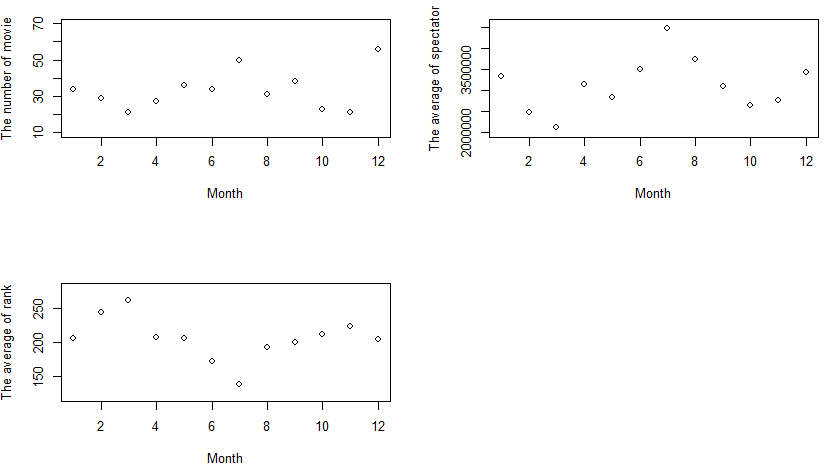 The number of movie
70
50
30
10
2 4 6 8 10 12
Month
The average of spectator
3500000
2000000
2 4 6 8 10 12
Month
The average of rank
250
200
150
2 4 6 8 10 12
Month